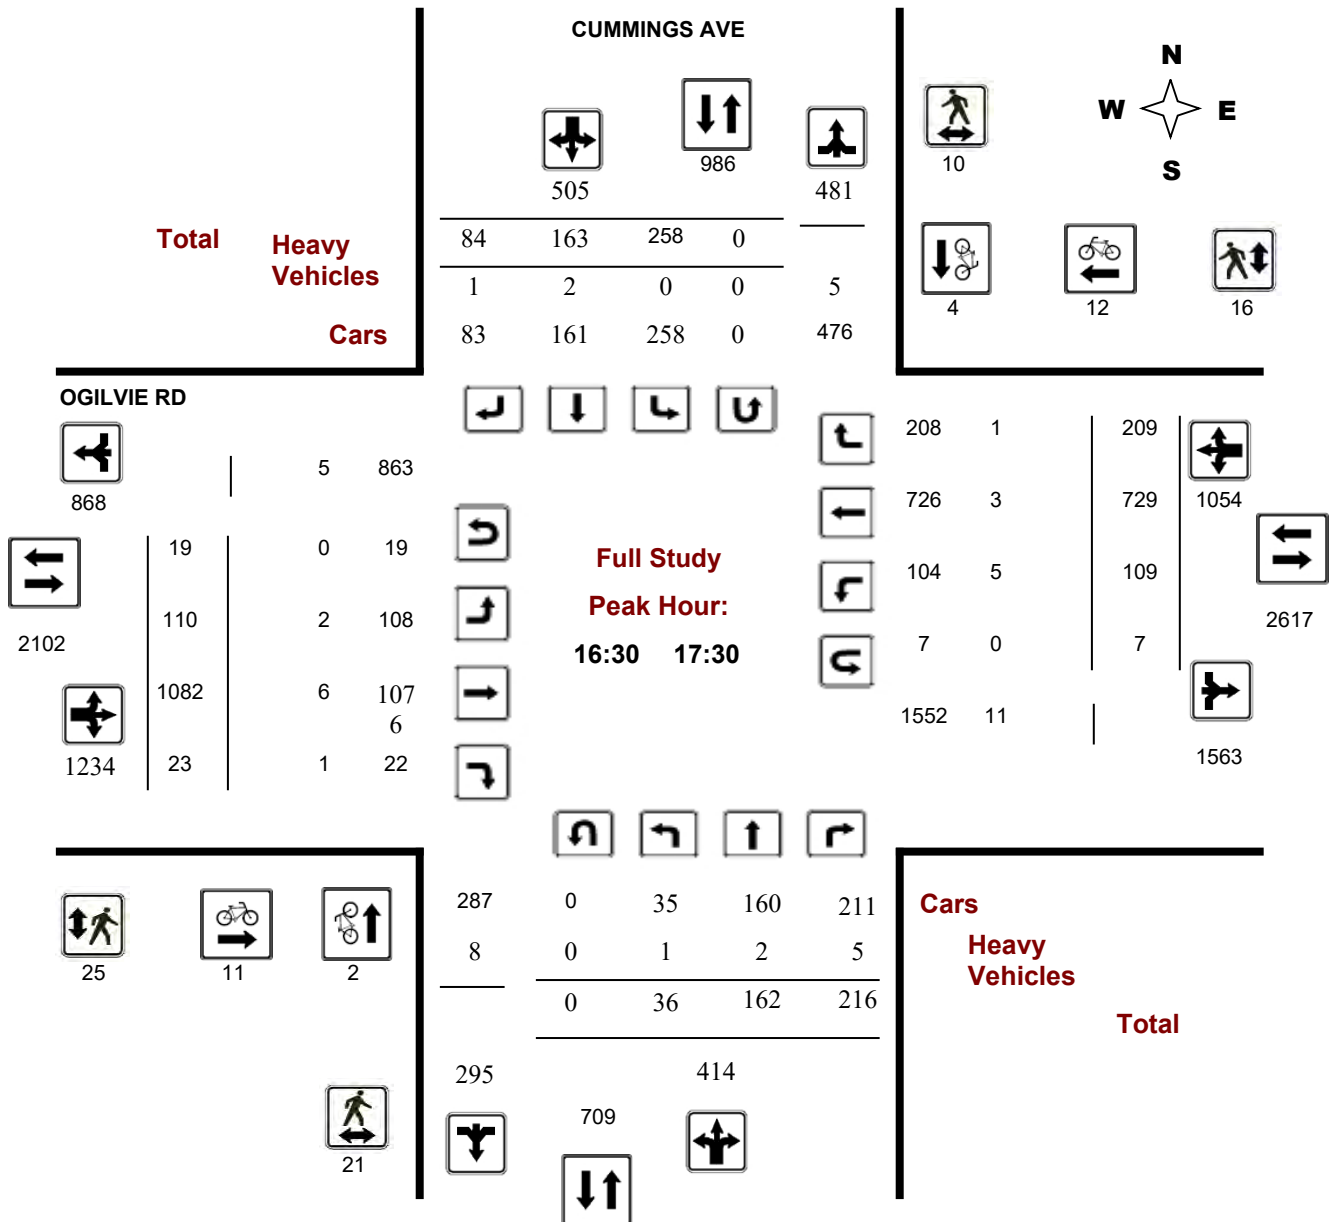 CUMMINGS AVE
N
W E
S
986
10
505
481
Total
Heavy
Vehicles
Cars
84 163 258 0
1 2 0 0 5
83 161 258 0 476
4 12 16
OGILVIE RD
868
5 863
19 0 19
110 2 108
2102
1082 6 107
6
1234 23 1 22
Full Study
Peak Hour:
16:30 17:30
208 1 209
726 3 729 1054
104 5 109
2617
7 0 7
1552 11
1563
287 0 35 160 211
8 0 1 2 5
0 36 162 216
295 414
709
25 11 2
21
Cars
Heavy
Vehicles
Total